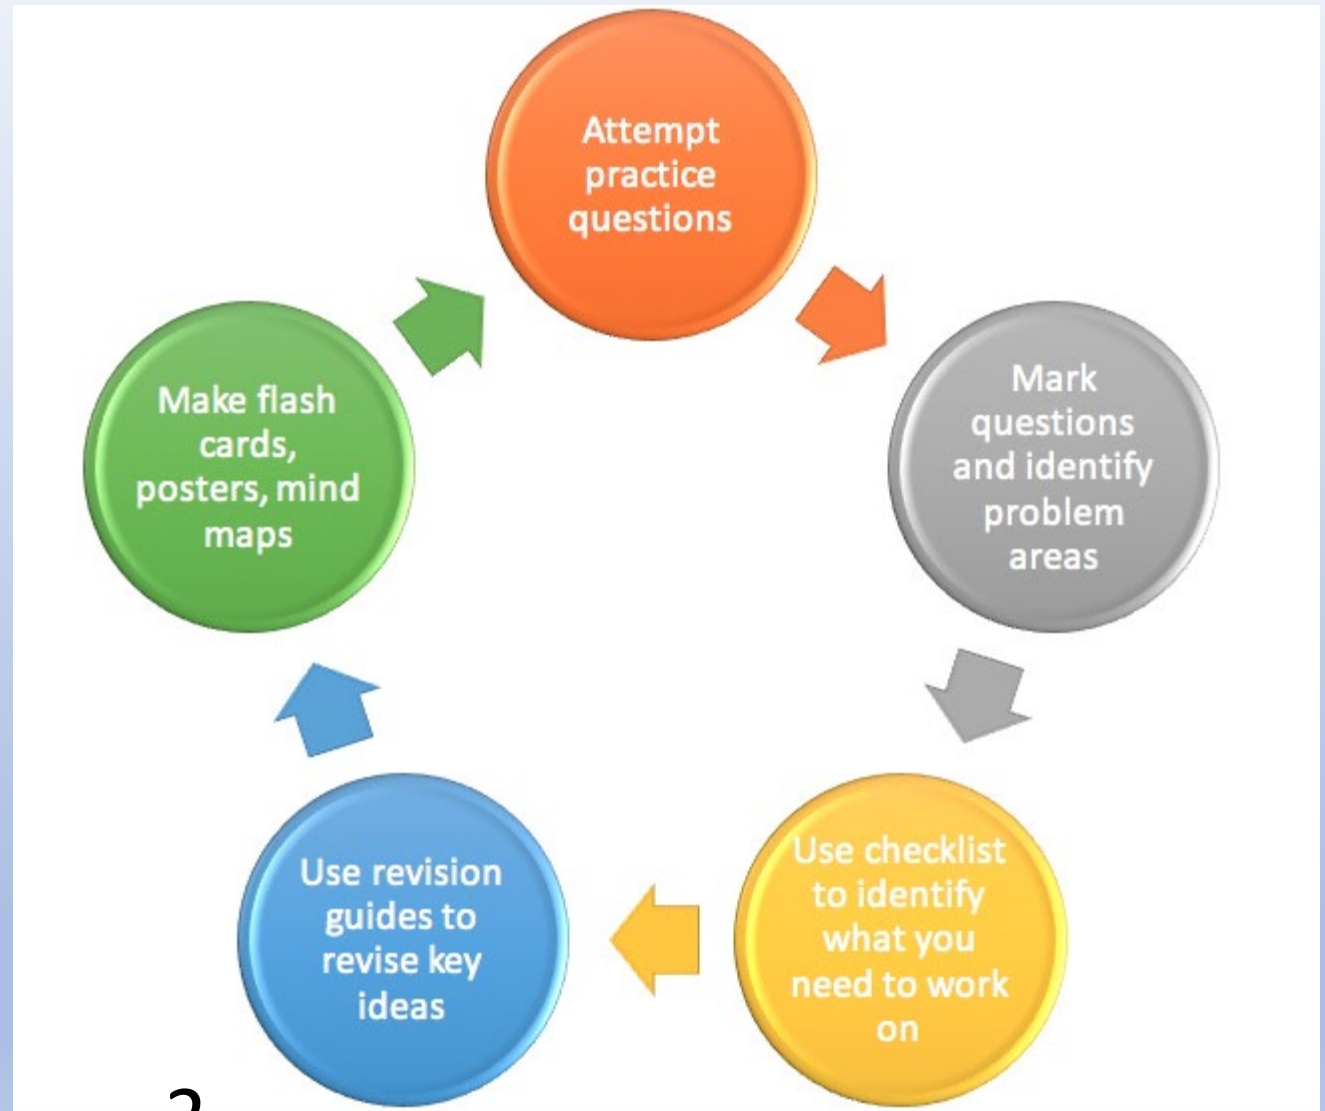 Attempt
practice
questions
Mark
questions
and identify
problem
areas
Use checklist
to identify
what you
need to work
on
Use revision
guides to
revise key
ideas
Make flash
cards,
posters, mind
maps